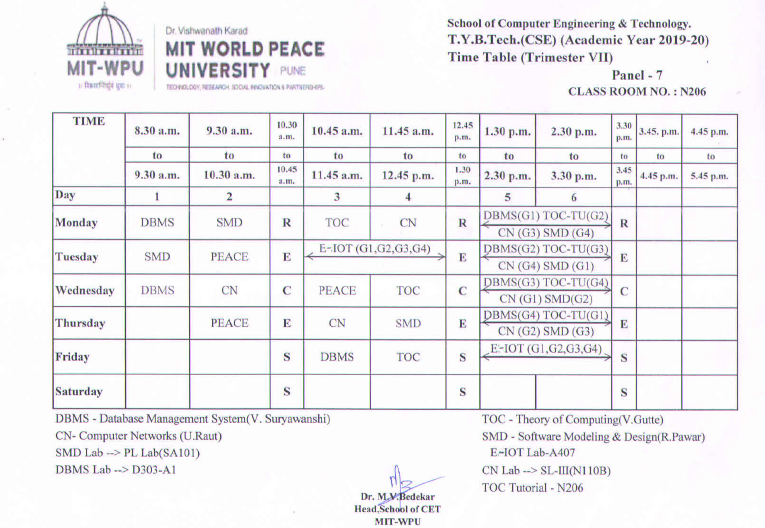 Dr. Vishwanath Karad
MIT WORLD PEACE
UNIVERSITY | PUNE
TECHNOLOGY, RESEARCH, SOCIAL INNOVATION & PARTNERSHIPS
MIT-WPU
School of Computer Engineering & Technology.
T.Y.B.Tech.(CSE) (Academic Year 2019-20)
Time Table (Trimester VII)
Panel - 7
CLASS ROOM NO. : N206
TIME 8.30 a.m. 9.30 a.m. 10.30 a.m. 10.45 a.m. 11.45 a.m. 12.45 p.m. 1.30 p.m. 2.30 p.m. 3.30 p.m. 3.45. p.m. 4.45 p.m.
to to to to to to to to to to to
9.30 a.m. 10.30 a.m. 10.45 a.m. 11.45 a.m. 12.45 p.m. 1.30 p.m. 2.30 p.m. 3.30 p.m. 3.45 p.m. 4.45 p.m. 5.45 p.m.
Day 1 2 3 4 5 6
Monday DBMS SMD R TOC CN R DBMS(G1) TOC-TU(G2) R
CN (G3) SMD (G4)
Tuesday SMD PEACE E E-IOT (G1,G2,G3,G4) E DBMS(G2) TOC-TU(G3) E
CN (G4) SMD (G1)
Wednesday DBMS CN C PEACE TOC C DBMS(G3) TOC-TU(G4) C
CN (G1) SMD(G2)
Thursday PEACE E CN SMD E DBMS(G4) TOC-TU(G1) E
CN (G2) SMD (G3)
Friday S DBMS TOC S E-IOT (G1,G2,G3,G4) S
Saturday S S S
DBMS - Database Management System(V. Suryawanshi)
CN- Computer Networks (U.Raut)
SMD Lab --> PL Lab(SA101)
DBMS Lab --> D303-A1
TOC - Theory of Computing(V.Gutte)
SMD - Software Modeling & Design(R.Pawar)
E-IOT Lab-A407
CN Lab --> SL-III(N110B)
TOC Tutorial - N206
Dr. M.V.Bedekar
Head,School of CET
MIT-WPU